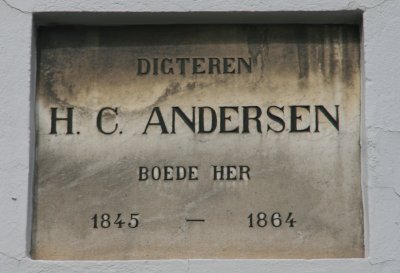 DIGTEREN
H. C. ANDERSEN
BOEDE HER
1845 — 1864